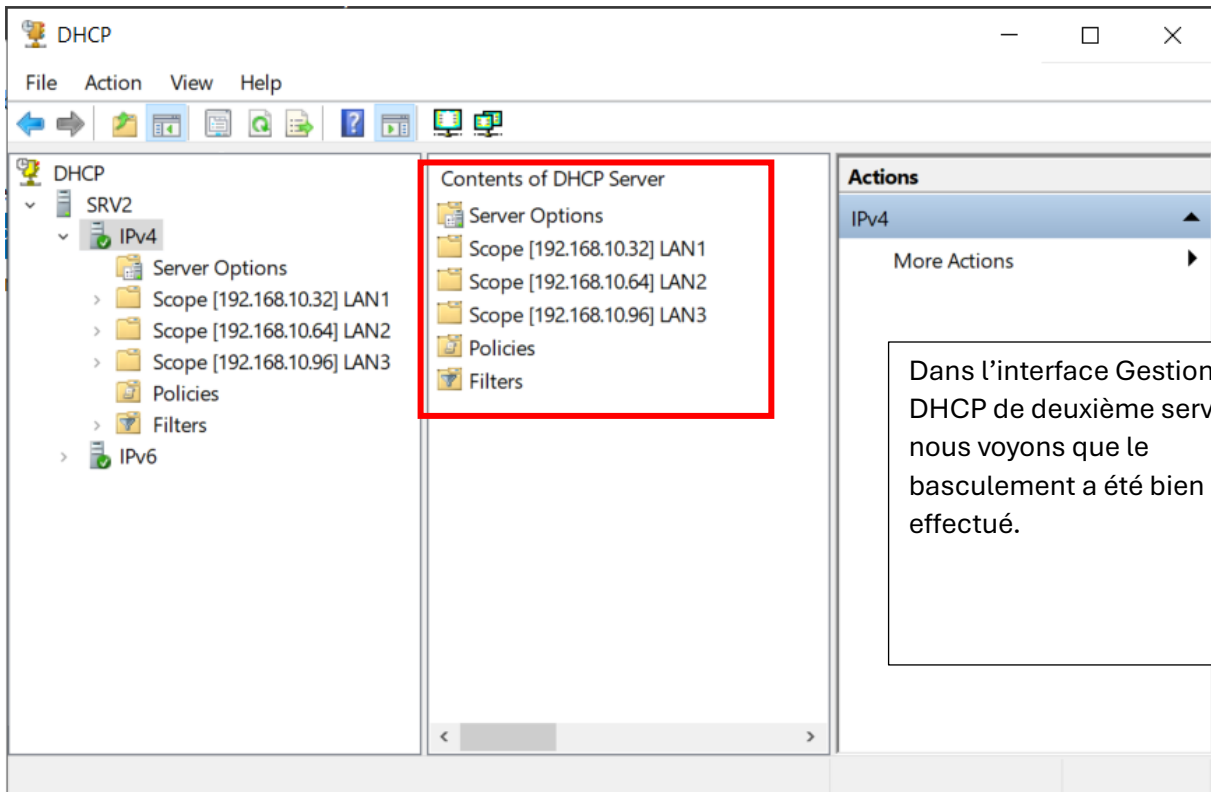 DHCP
File Action View Help
DHCP
SRV2
IPv4
Server Options
Scope [192.168.10.32] LAN1
Scope [192.168.10.64] LAN2
Scope [192.168.10.96] LAN3
Policies
Filters
IPv6
Contents of DHCP Server
Server Options
Scope [192.168.10.32] LAN1
Scope [192.168.10.64] LAN2
Scope [192.168.10.96] LAN3
Policies
Filters
Actions
IPv4
More Actions
Dans l’interface Gestion
DHCP de deuxième serv
nous voyons que le
basculement a été bien
effectué.